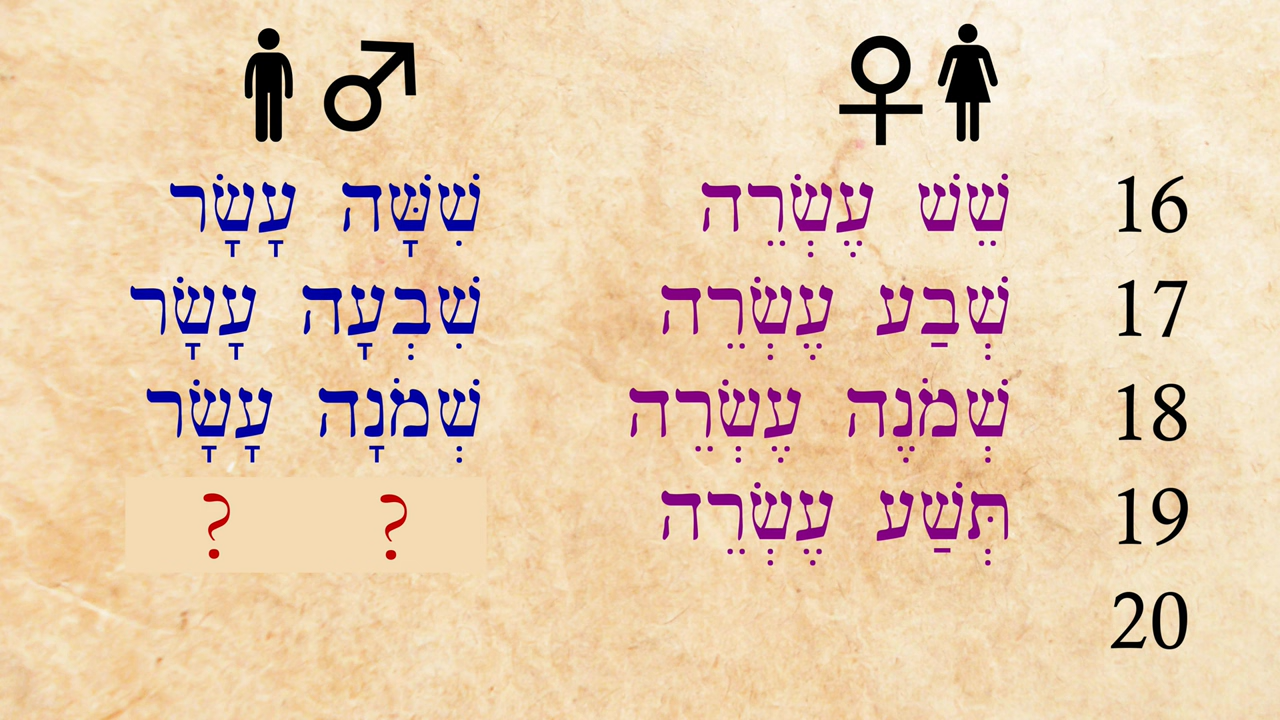 16 שֵׁשׁ עֶשְׂרֵה שִׁשָּׁה עָשָׂר
17 שְׁבַע עֶשְׂרֵה שִׁבְעָה עָשָׂר
18 שְׁמֹנֶה עֶשְׂרֵה שְׁמֹנָה עָשָׂר
19 תְּשַׁע עֶשְׂרֵה ? ?
20